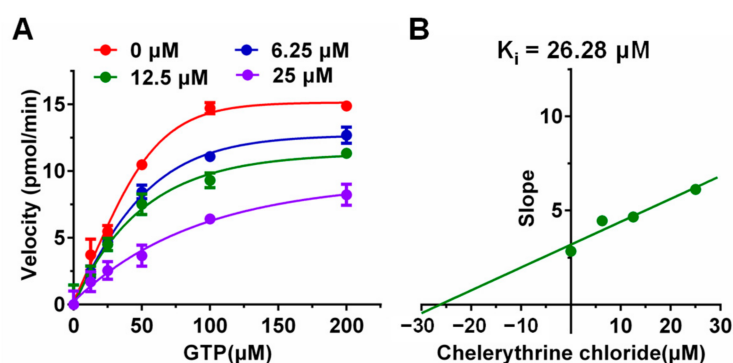 A
0 μM
6.25 μM
12.5 μM
25 μM
Velocity (pmol/min)
15
10
5
0
0
50
100
150
200
GTP(μM)
B
Ki = 26.28 μM
Slope
10
5
−30
−20
−10
0
10
20
30
Chelerythrine chloride(μM)